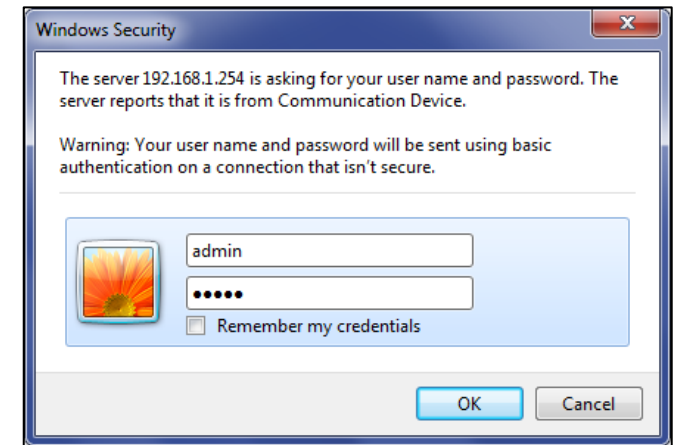 Windows Security
The server 192.168.1.254 is asking for your user name and password. The
server reports that it is from Communication Device.
Warning: Your user name and password will be sent using basic
authentication on a connection that isn't secure.
admin
●●●●●
Remember my credentials
OK
Cancel